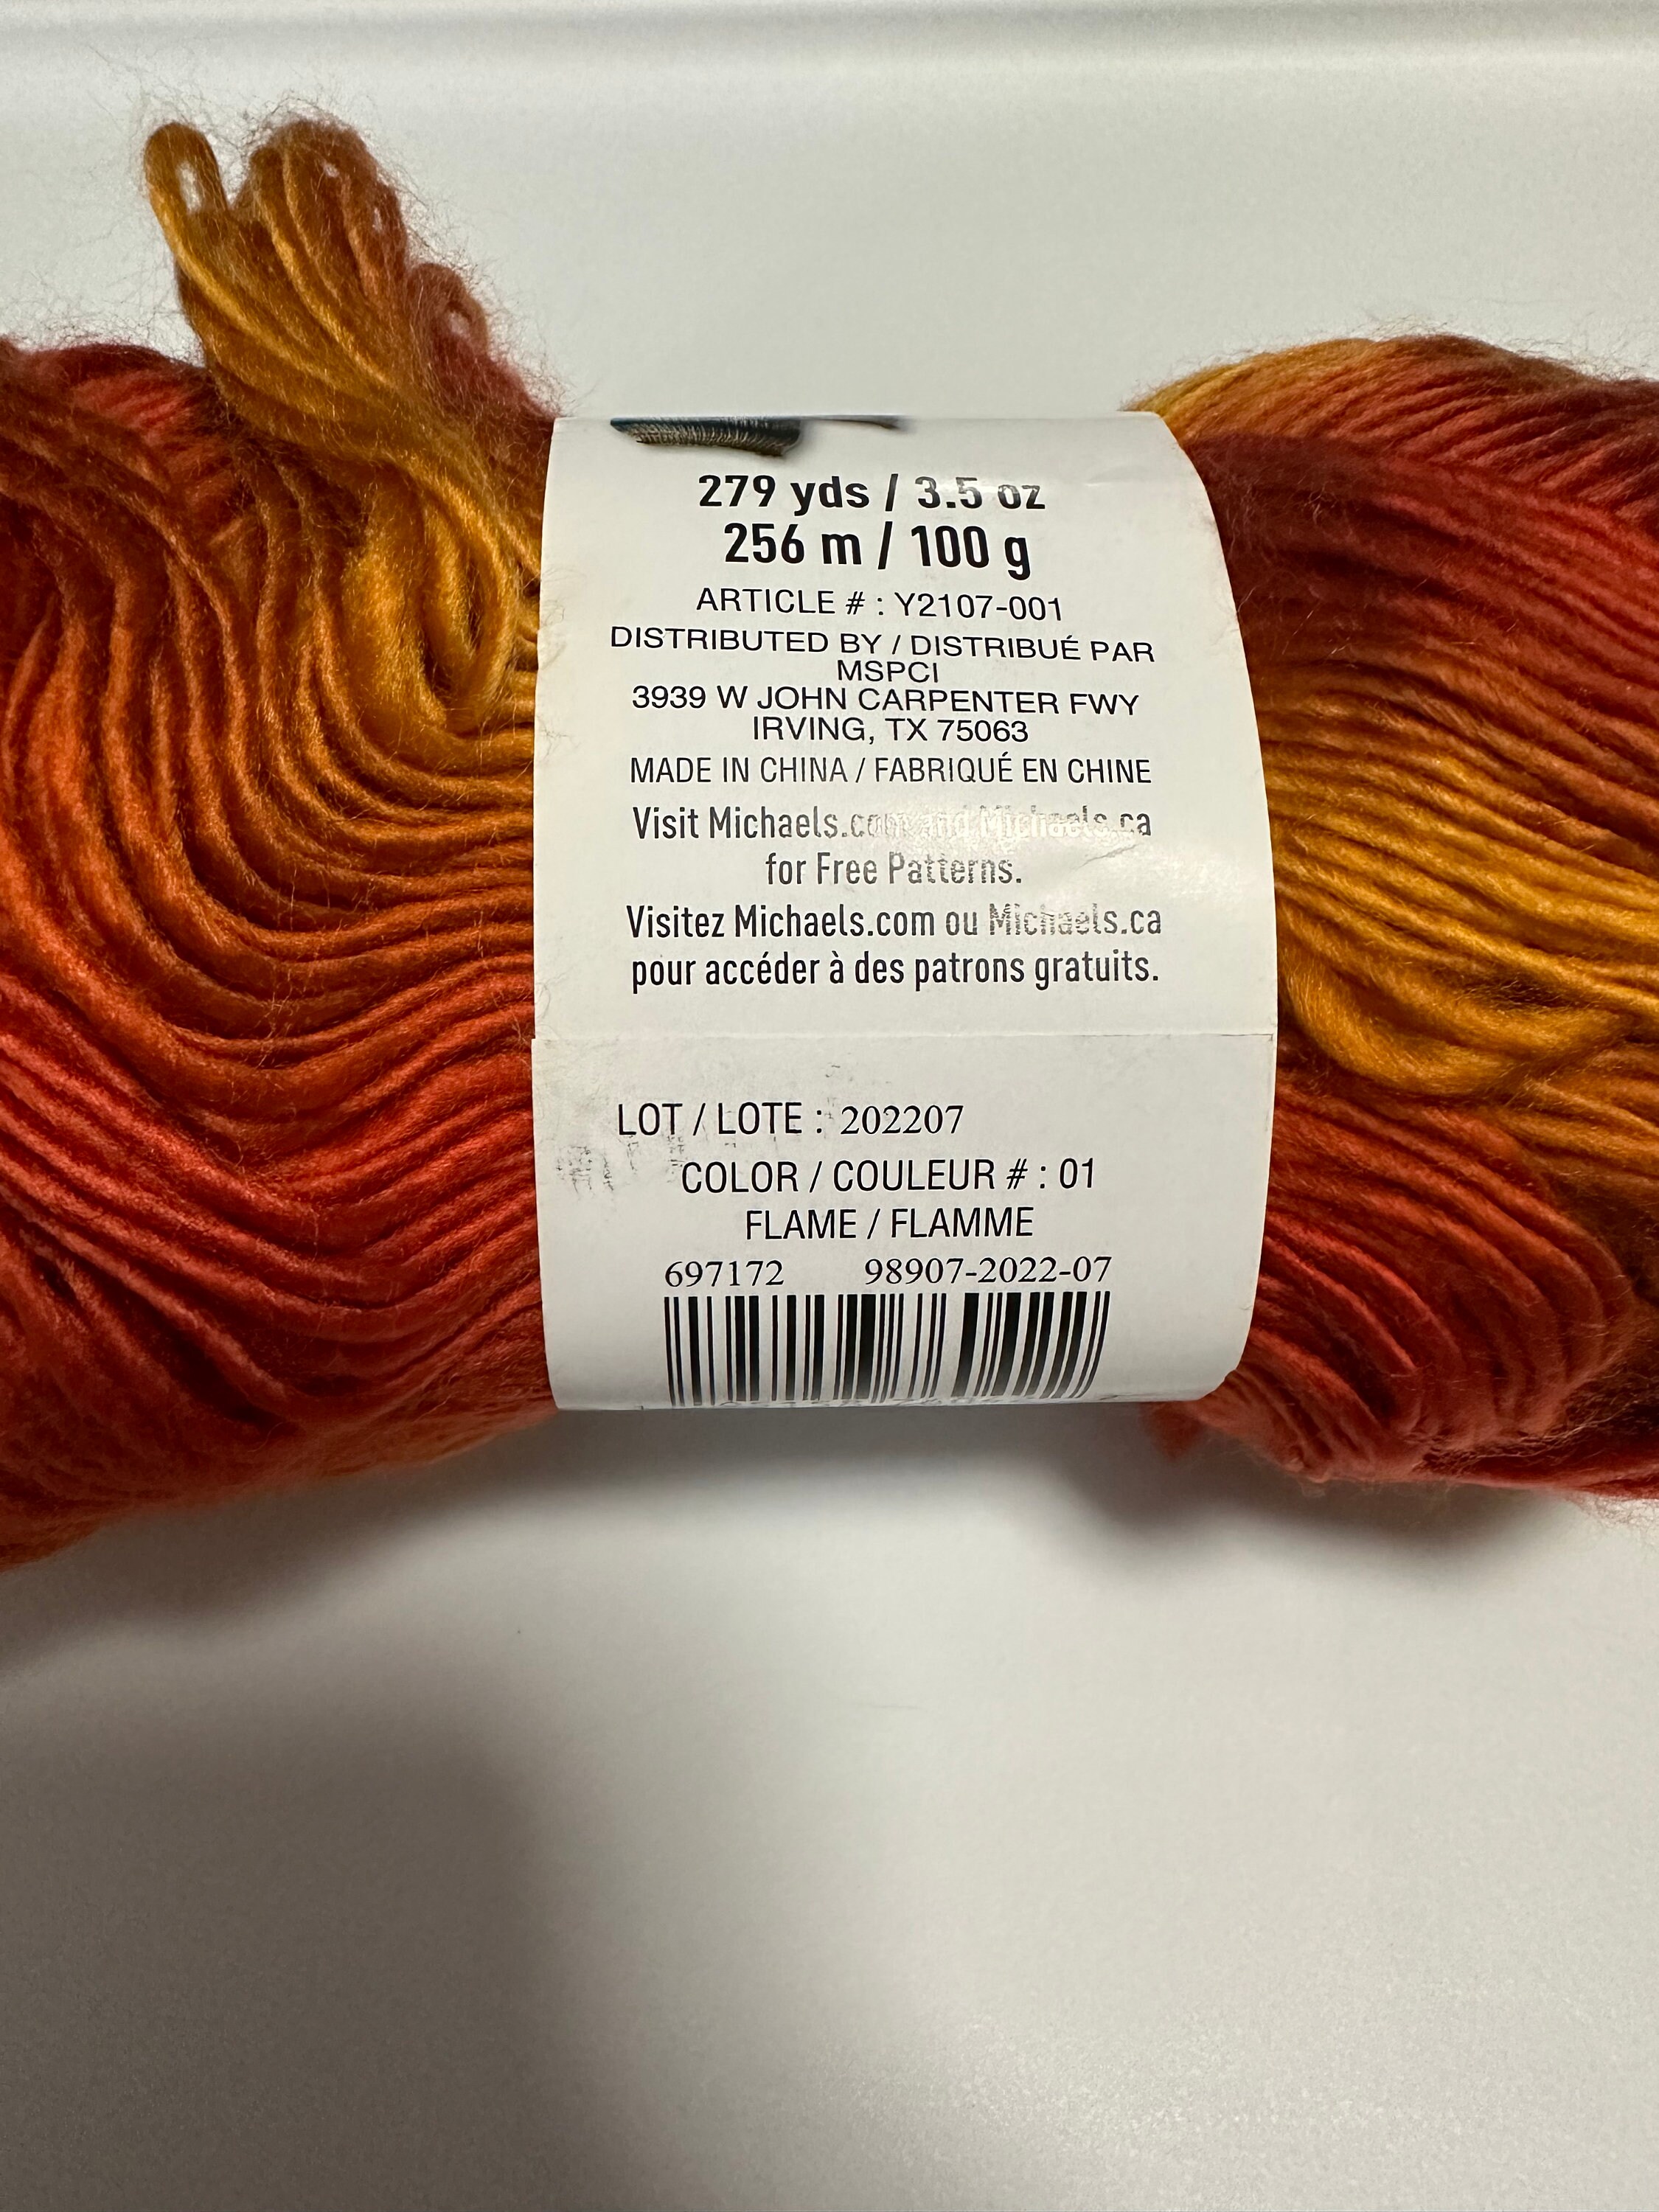 279 yds / 3.5 oz
256 m / 100 g
ARTICLE # : Y2107-001
DISTRIBUTED BY / DISTRIBUÉ PAR
MSPCI
3939 W JOHN CARPENTER FWY
IRVING, TX 75063
MADE IN CHINA / FABRIQUÉ EN CHINE
Visit Michaels.com and Michaels.ca
for Free Patterns.
Visitez Michaels.com ou Michaels.ca
pour accéder à des patrons gratuits.
LOT / LOTE : 202207
COLOR / COULEUR # : 01
FLAME / FLAMME
697172 98907-2022-07